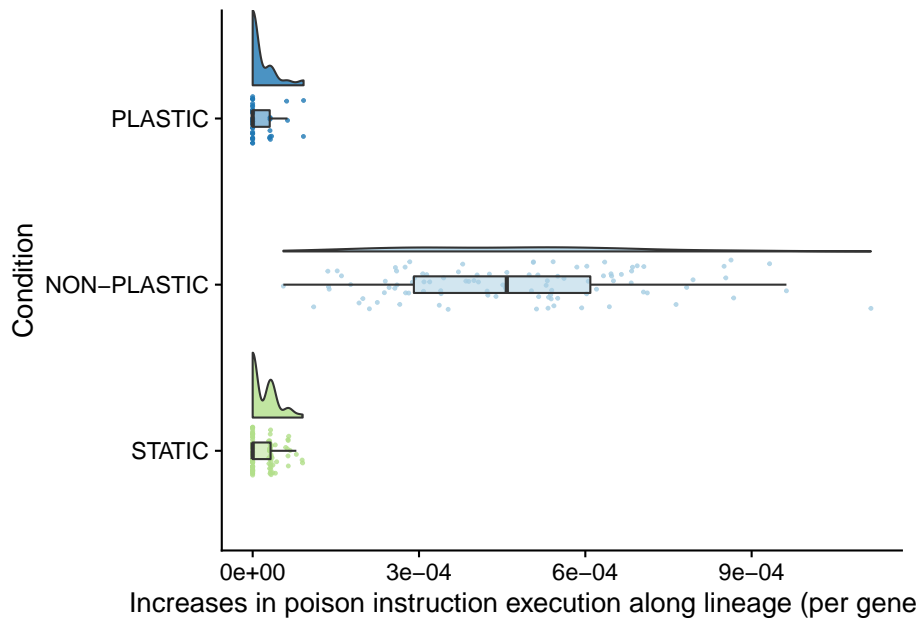 PLASTIC
NON−PLASTIC
STATIC
Condition
0e+00 3e−04 6e−04 9e−04
Increases in poison instruction execution along lineage (per gene